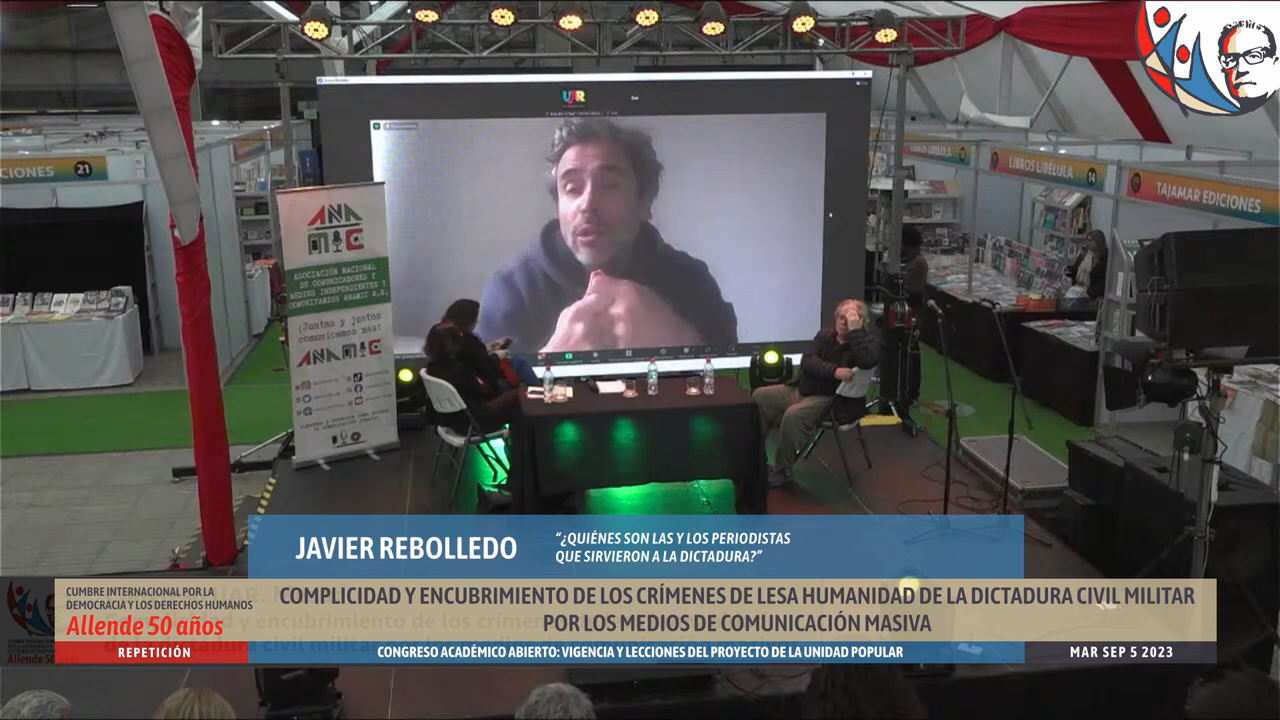 UAR
CIONES 21
LIBROS LIBÉLULA 14
TAJAMAR EDICIONES
ANA
MIC
ASOCIACIÓN NACIONAL
DE COMUNICADORES Y
MEDIOS INDEPENDIENTES Y
COMUNITARIOS ANAMIC A.G.
¡Juntas y juntos
comunicamos más!
ANAMIC
JAVIER REBOLLEDO
“¿QUIÉNES SON LAS Y LOS PERIODISTAS
QUE SIRVIERON A LA DICTADURA?”
CUMBRE INTERNACIONAL POR LA
DEMOCRACIA Y LOS DERECHOS HUMANOS
Allende 50 años
REPETICIÓN
COMPLICIDAD Y ENCUBRIMIENTO DE LOS CRÍMENES DE LESA HUMANIDAD DE LA DICTADURA CIVIL MILITAR
POR LOS MEDIOS DE COMUNICACIÓN MASIVA
CONGRESO ACADÉMICO ABIERTO: VIGENCIA Y LECCIONES DEL PROYECTO DE LA UNIDAD POPULAR
MAR SEP 5 2023